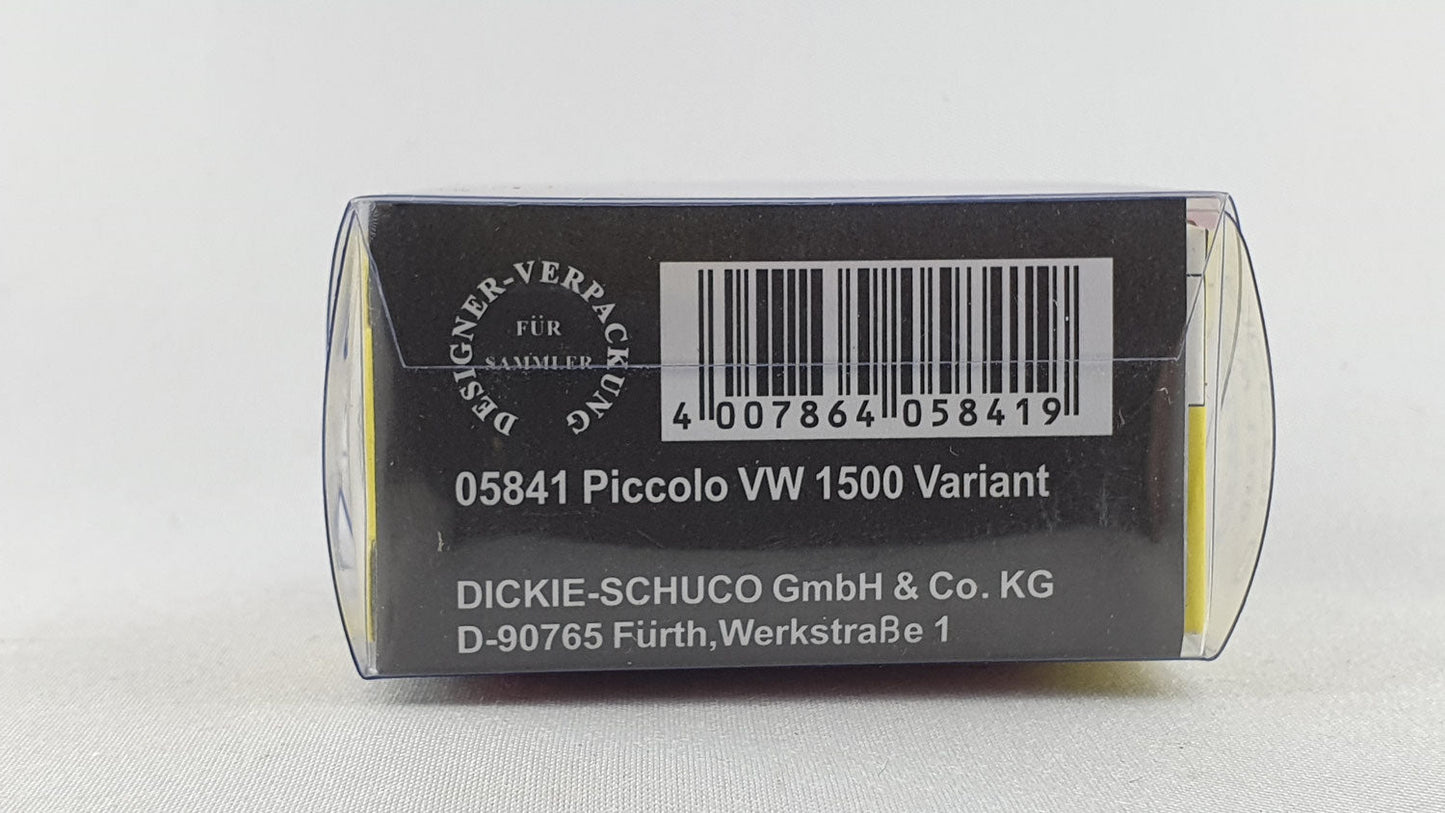 DESIGNER-VERPACKUNG
FÜR
SAMMLER
4 007864 058419
05841 Piccolo VW 1500 Variant
DICKIE-SCHUCO GmbH & Co. KG
D-90765 Fürth,Werkstraße 1